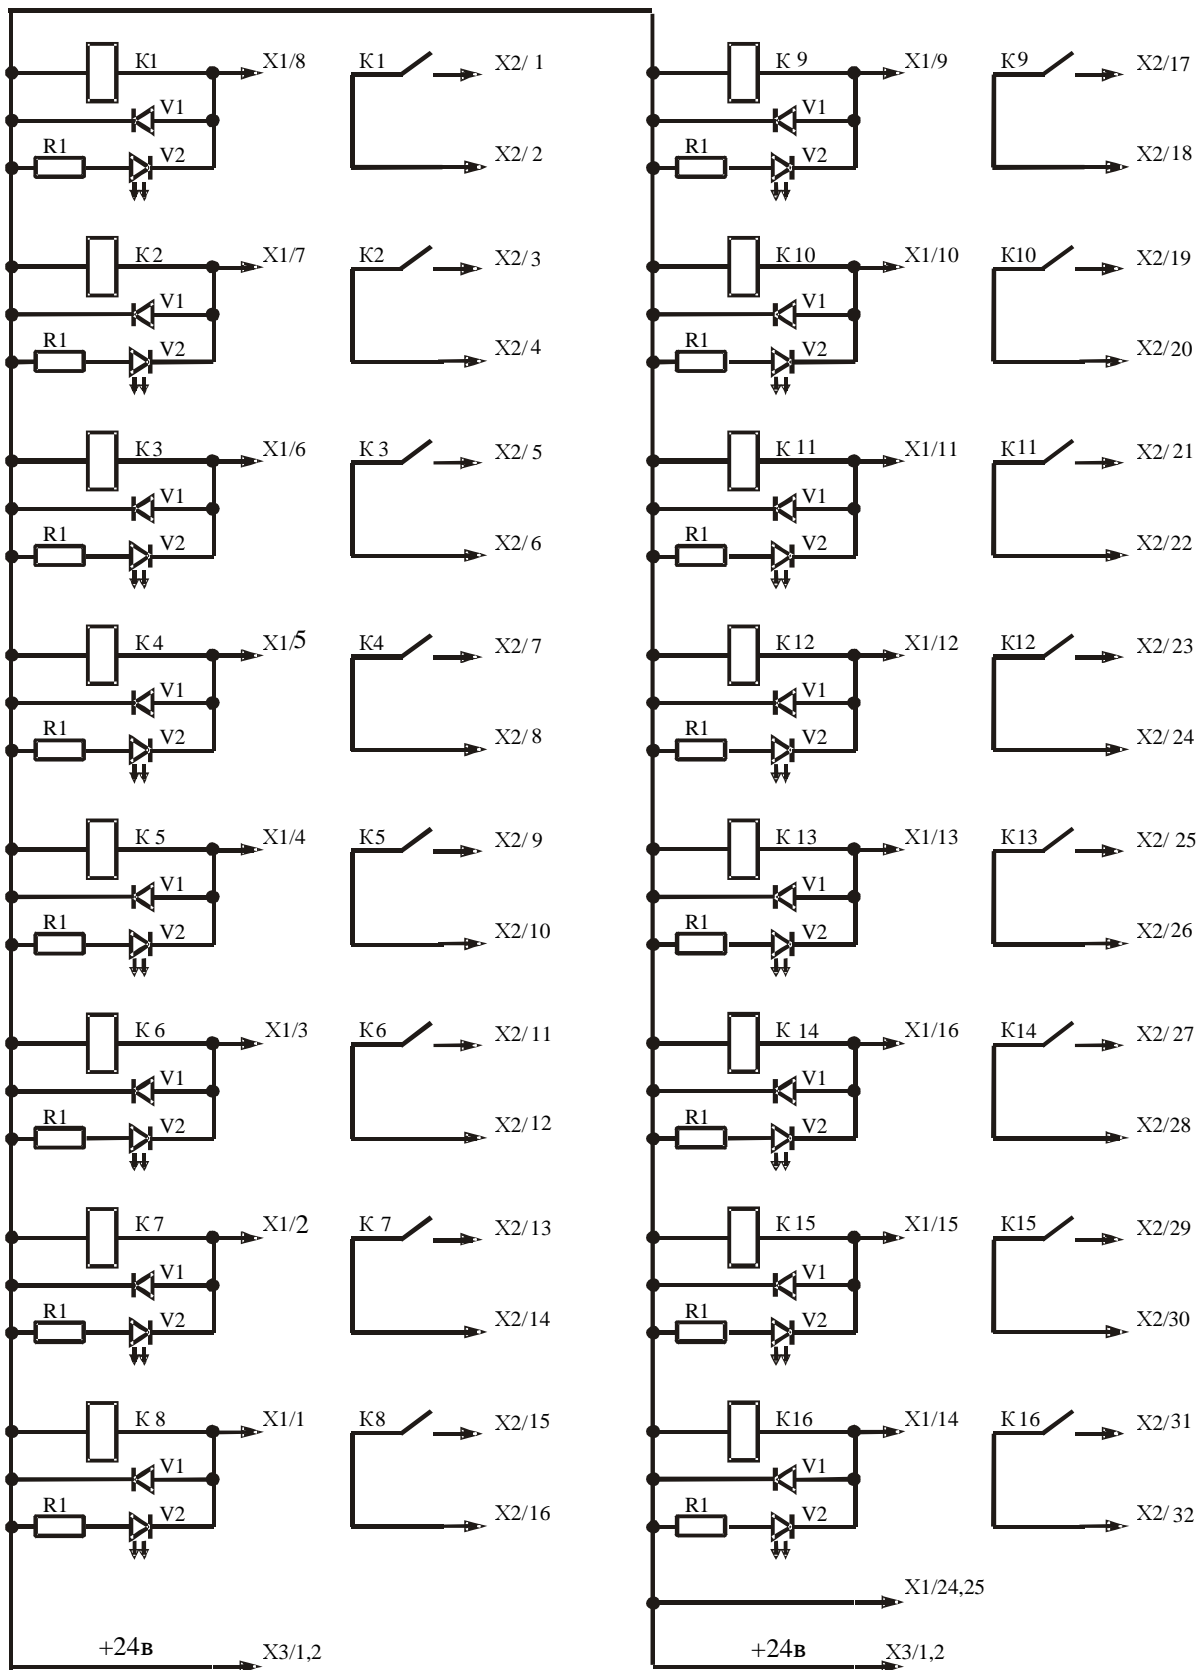 K1 X1/8 K1 X2/ 1
V1
R1 V2 X2/ 2
K2 X1/7 K2 X2/ 3
V1
R1 V2 X2/ 4
K3 X1/6 K 3 X2/ 5
V1
R1 V2 X2/ 6
K 4 X1/5 K4 X2/ 7
V1
R1 V2 X2/ 8
K 5 X1/4 K5 X2/ 9
V1
R1 V2 X2/10
K 6 X1/3 K6 X2/ 11
V1
R1 V2 X2/ 12
K 7 X1/2 K 7 X2/ 13
V1
R1 V2 X2/ 14
K 8 X1/1 K8 X2/15
V1
R1 V2 X2/16
+24в X3/1,2
K 9 X1/9 K9 X2/17
V1
R1 V2 X2/ 18
K 10 X1/10 K10 X2/19
V1
R1 V2 X2/ 20
K 11 X1/11 K11 X2/ 21
V1
R1 V2 X2/22
K 12 X1/12 K12 X2/ 23
V1
R1 V2 X2/ 24
K 13 X1/13 K13 X2/ 25
V1
R1 V2 X2/ 26
K 14 X1/16 K14 X2/ 27
V1
R1 V2 X2/28
K 15 X1/15 K15 X2/ 29
V1
R1 V2 X2/30
K16 X1/14 K 16 X2/ 31
V1
R1 V2 X2/ 32
X1/24,25
+24в X3/1,2